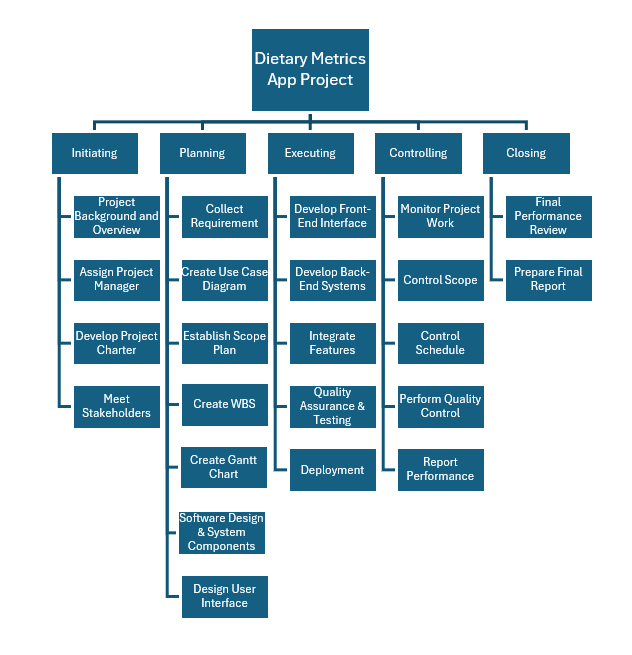 Dietary Metrics
App Project
Initiating
Planning
Executing
Controlling
Closing
Project
Background and
Overview
Assign Project
Manager
Develop Project
Charter
Meet
Stakeholders
Collect
Requirement
Create Use Case
Diagram
Establish Scope
Plan
Create WBS
Create Gantt
Chart
Software Design
& System
Components
Design User
Interface
Develop Front-
End Interface
Develop Back-
End Systems
Integrate
Features
Quality
Assurance &
Testing
Deployment
Monitor Project
Work
Control Scope
Control
Schedule
Perform Quality
Control
Report
Performance
Final
Performance
Review
Prepare Final
Report